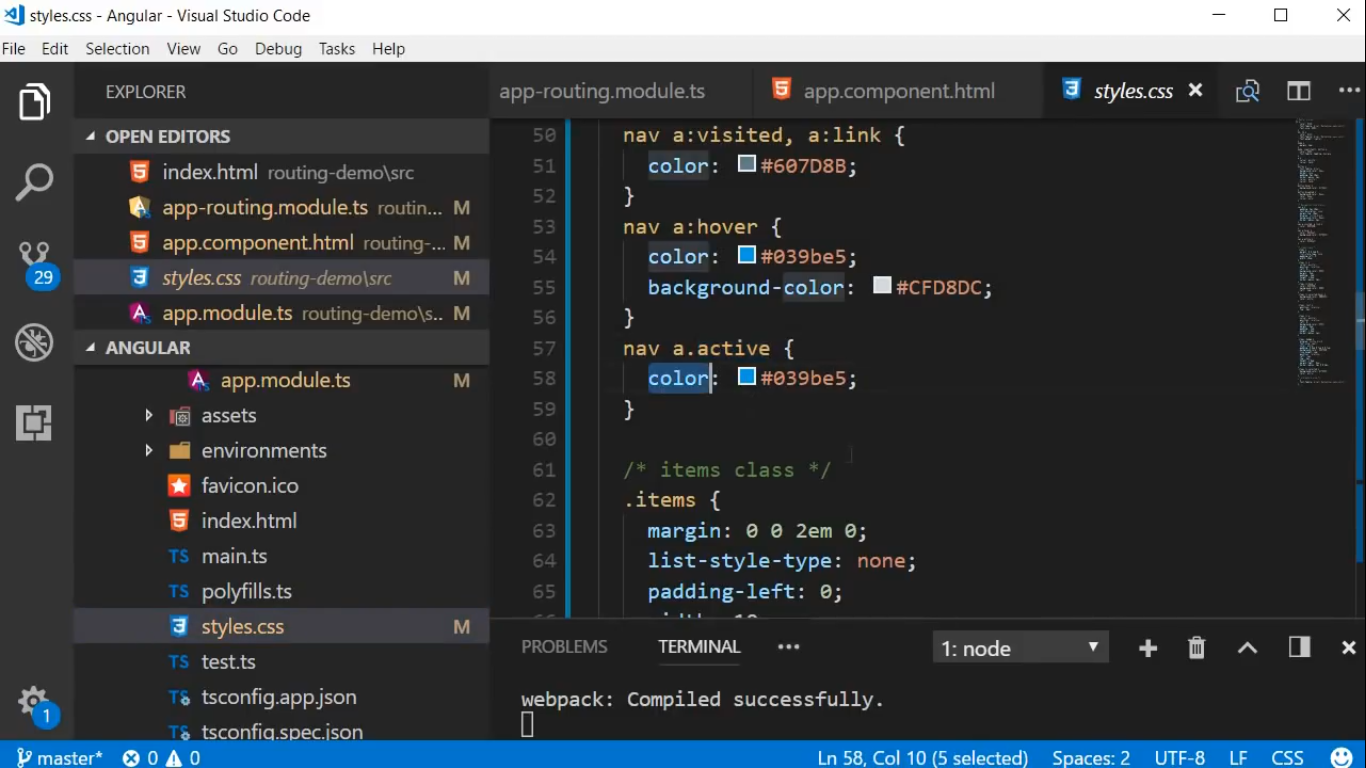 styles.css - Angular - Visual Studio Code
File Edit Selection View Go Debug Tasks Help
EXPLORER
OPEN EDITORS
index.html routing-demo\src
app-routing.module.ts routin... M
app.component.html routing-... M
styles.css routing-demo\src M
app.module.ts routing-demo\s.. M
ANGULAR
app.module.ts M
assets
environments
favicon.ico
index.html
TS main.ts
TS polyfills.ts
styles.css M
TS test.ts
TS tsconfig.app.json
TS tsconfig.spec.json
29
1
app-routing.module.ts app.component.html styles.css
50 nav a:visited, a:link {
51 color: #607D8B;
52 }
53 nav a:hover {
54 color: #039be5;
55 background-color: #CFD8DC;
56 }
57 nav a.active {
58 color: #039be5;
59 }
60
61 /* items class */
62 .items {
63 margin: 0 0 2em 0;
64 list-style-type: none;
65 padding-left: 0;
PROBLEMS TERMINAL ••• 1: node
webpack: Compiled successfully.
master* 0 0 Ln 58, Col 10 (5 selected) Spaces: 2 UTF-8 LF CSS